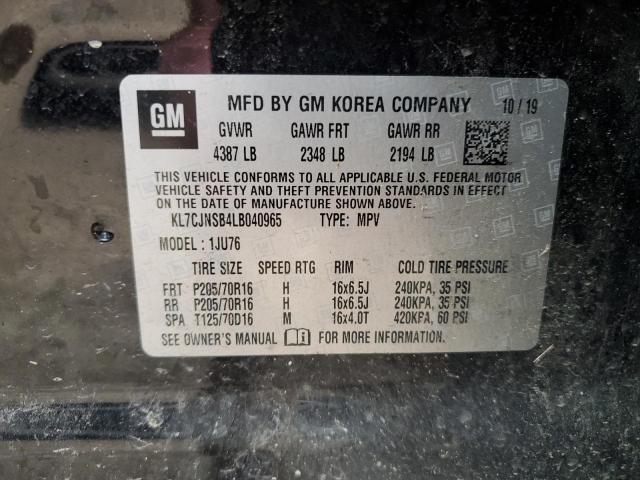 GM
MFD BY GM KOREA COMPANY 10/19
GVWR GAWR FRT GAWR RR
4387 LB 2348 LB 2194 LB
THIS VEHICLE CONFORMS TO ALL APPLICABLE U.S. FEDERAL MOTOR
VEHICLE SAFETY AND THEFT PREVENTION STANDARDS IN EFFECT
ON THE DATE OF MANUFACTURE SHOWN ABOVE.
KL7CJNSB4LB040965 TYPE: MPV
MODEL: 1JU76
TIRE SIZE SPEED RTG RIM COLD TIRE PRESSURE
FRT P205/70R16 H 16x6.5J 240KPA, 35 PSI
RR P205/70R16 H 16x6.5J 240KPA, 35 PSI
SPA T125/70D16 M 16x4.0T 420KPA, 60 PSI
SEE OWNER'S MANUAL i FOR MORE INFORMATION.